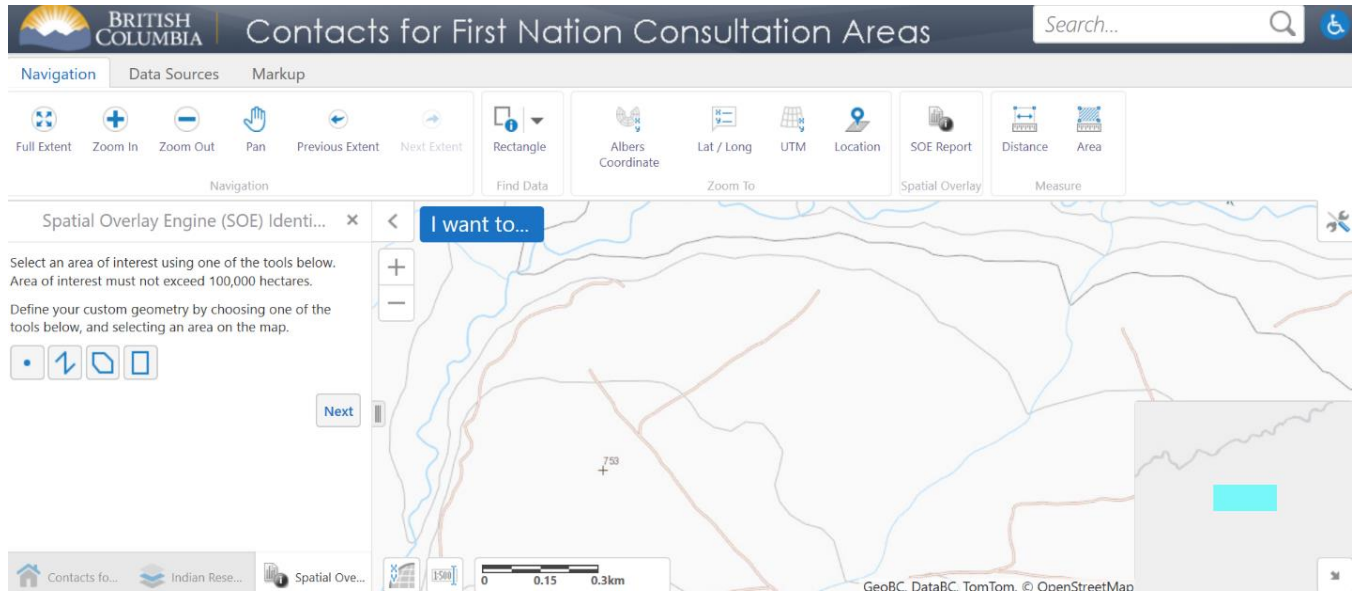 BRITISH
COLUMBIA
Contacts for First Nation Consultation Areas
Search...
Navigation Data Sources Markup
Full Extent Zoom In Zoom Out Pan Previous Extent Next Extent Rectangle Albers Coordinate Lat / Long UTM Location SOE Report Distance Area
Navigation Find Data Zoom To Spatial Overlay Measure
Spatial Overlay Engine (SOE) Identi...
I want to...
Select an area of interest using one of the tools below.
Area of interest must not exceed 100,000 hectares.
Define your custom geometry by choosing one of the
tools below, and selecting an area on the map.
Next
753
Contacts fo... Indian Rese... Spatial Ove...
1:500
0 0.15 0.3km
GeoBC, DataBC, TomTom, © OpenStreetMap